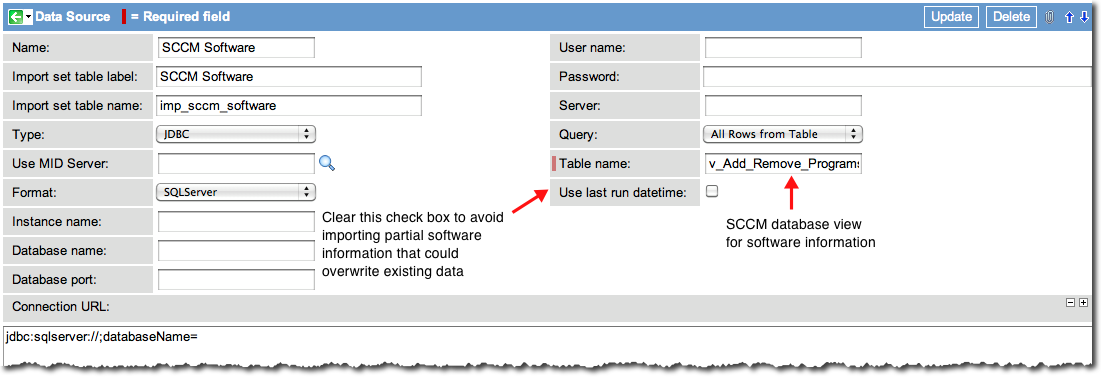 Data Source = Required field Update Delete
Name: SCCM Software User name:
Import set table label: SCCM Software Password:
Import set table name: imp_sccm_software Server:
Type: JDBC Query: All Rows from Table
Use MID Server: Table name: v_Add_Remove_Programs
Format: SQLServer Use last run datetime:
Instance name:
Database name:
Database port:
Clear this check box to avoid
importing partial software
information that could
overwrite existing data
SCCM database view
for software information
Connection URL:
jdbc:sqlserver://;databaseName=